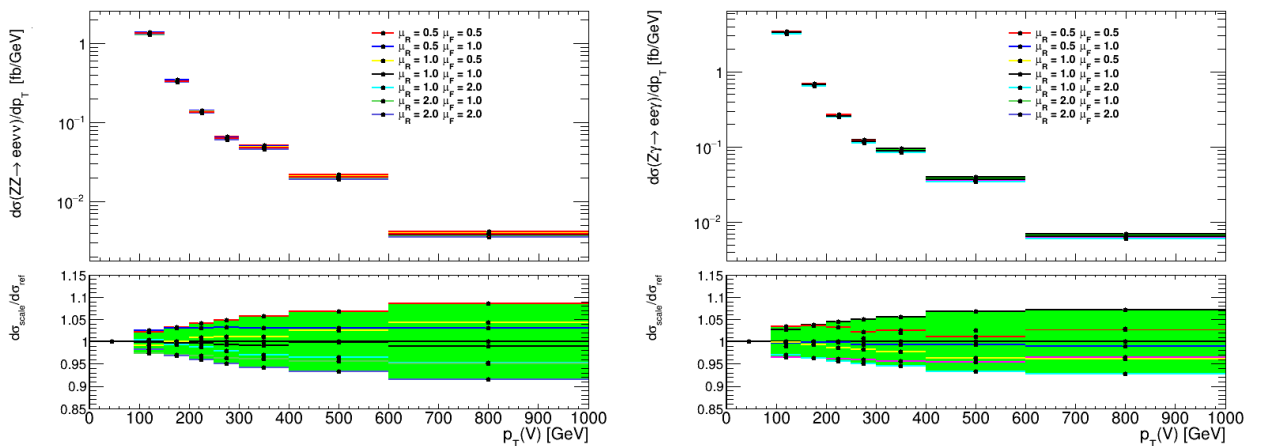 dσ(ZZ→ eeνν)/dp_T [fb/GeV]
1
10⁻¹
10⁻²
μ_R = 0.5 μ_F = 0.5
μ_R = 0.5 μ_F = 1.0
μ_R = 1.0 μ_F = 0.5
μ_R = 1.0 μ_F = 1.0
μ_R = 1.0 μ_F = 2.0
μ_R = 2.0 μ_F = 1.0
μ_R = 2.0 μ_F = 2.0
dσ_scale/dσ_ref
1.15
1.1
1.05
1
0.95
0.9
0.85
0 100 200 300 400 500 600 700 800 900 1000
p_T(V) [GeV]
dσ(Zγ→ eeγ)/dp_T [fb/GeV]
1
10⁻¹
10⁻²
μ_R = 0.5 μ_F = 0.5
μ_R = 0.5 μ_F = 1.0
μ_R = 1.0 μ_F = 0.5
μ_R = 1.0 μ_F = 1.0
μ_R = 1.0 μ_F = 2.0
μ_R = 2.0 μ_F = 1.0
μ_R = 2.0 μ_F = 2.0
dσ_scale/dσ_ref
1.15
1.1
1.05
1
0.95
0.9
0.85
0 100 200 300 400 500 600 700 800 900 1000
p_T(V) [GeV]